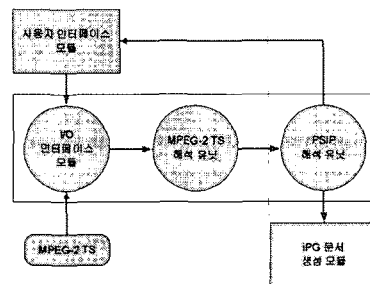 사용자 인터페이스
모듈
I/O
인터페이스
모듈
MPEG-2 TS
해석 유닛
PSIP
해석 유닛
MPEG-2 TS
iPG 문서
생성 모듈